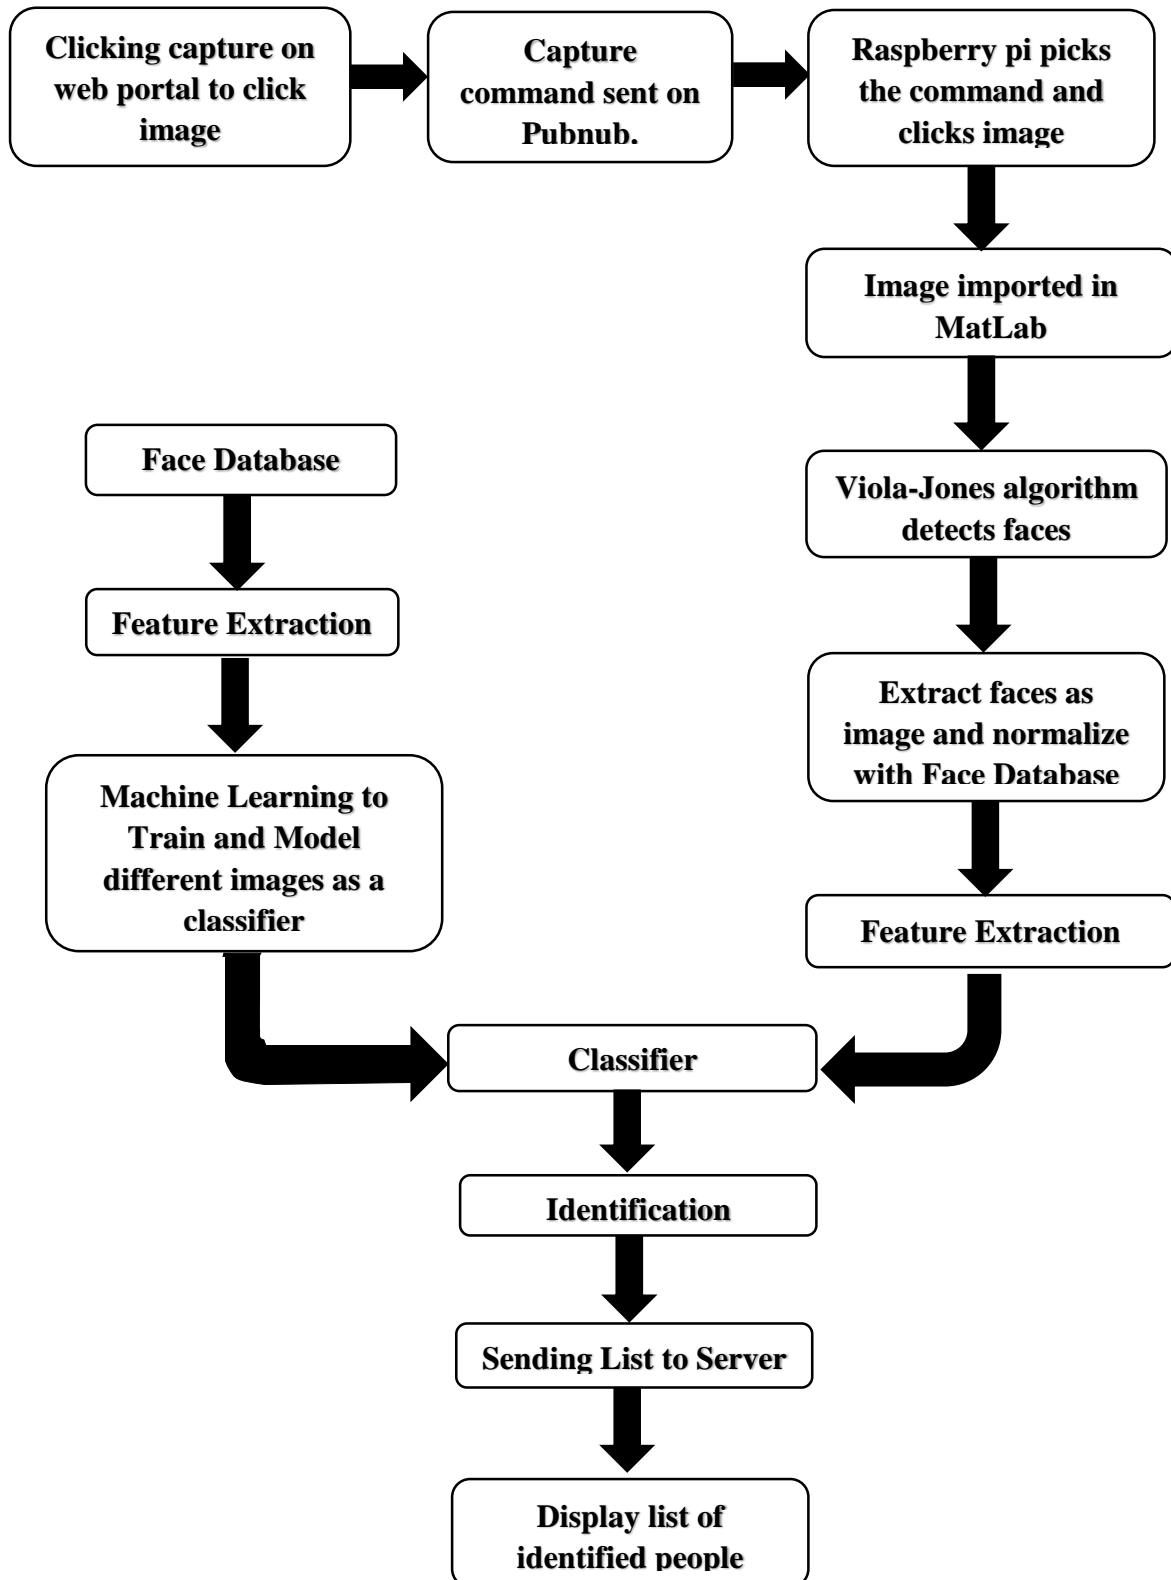 Clicking capture on
web portal to click
image
Capture
command sent on
Pubnub.
Raspberry pi picks
the command and
clicks image
Image imported in
MatLab
Viola-Jones algorithm
detects faces
Extract faces as
image and normalize
with Face Database
Feature Extraction
Face Database
Feature Extraction
Machine Learning to
Train and Model
different images as a
classifier
Classifier
Identification
Sending List to Server
Display list of
identified people